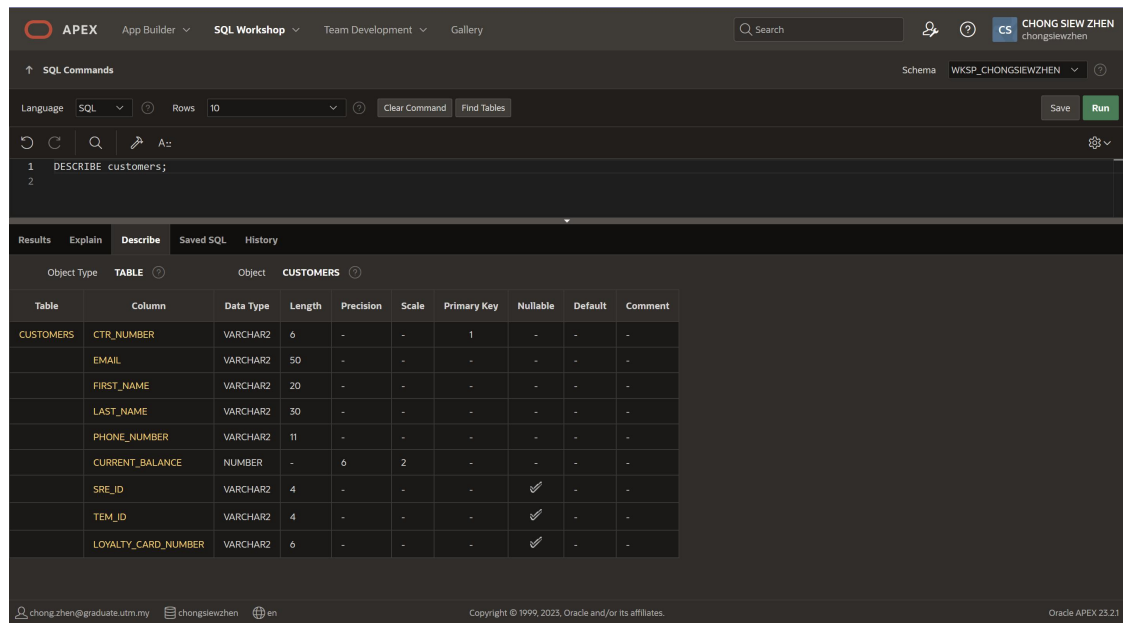 APEX App Builder SQL Workshop Team Development Gallery Search CS CHONG SIEW ZHEN
chongsiewzhen
↑ SQL Commands Schema WKSP_CHONGSIEWZHEN ?
Language SQL ? Rows 10 ? Clear Command Find Tables Save Run
A::
1 DESCRIBE customers;
2
Results Explain Describe Saved SQL History
Object Type TABLE ? Object CUSTOMERS ?
Table Column Data Type Length Precision Scale Primary Key Nullable Default Comment
CUSTOMERS CTR_NUMBER VARCHAR2 6 - - 1 - - -
EMAIL VARCHAR2 50 - - - - - -
FIRST_NAME VARCHAR2 20 - - - - - -
LAST_NAME VARCHAR2 30 - - - - - -
PHONE_NUMBER VARCHAR2 11 - - - - - -
CURRENT_BALANCE NUMBER - 6 2 - - - -
SRE_ID VARCHAR2 4 - - - ✓ - -
TEM_ID VARCHAR2 4 - - - ✓ - -
LOYALTY_CARD_NUMBER VARCHAR2 6 - - - ✓ - -
chong.zhen@graduate.utm.my chongsiewzhen en Copyright © 1999, 2023, Oracle and/or its affiliates. Oracle APEX 23.2.1